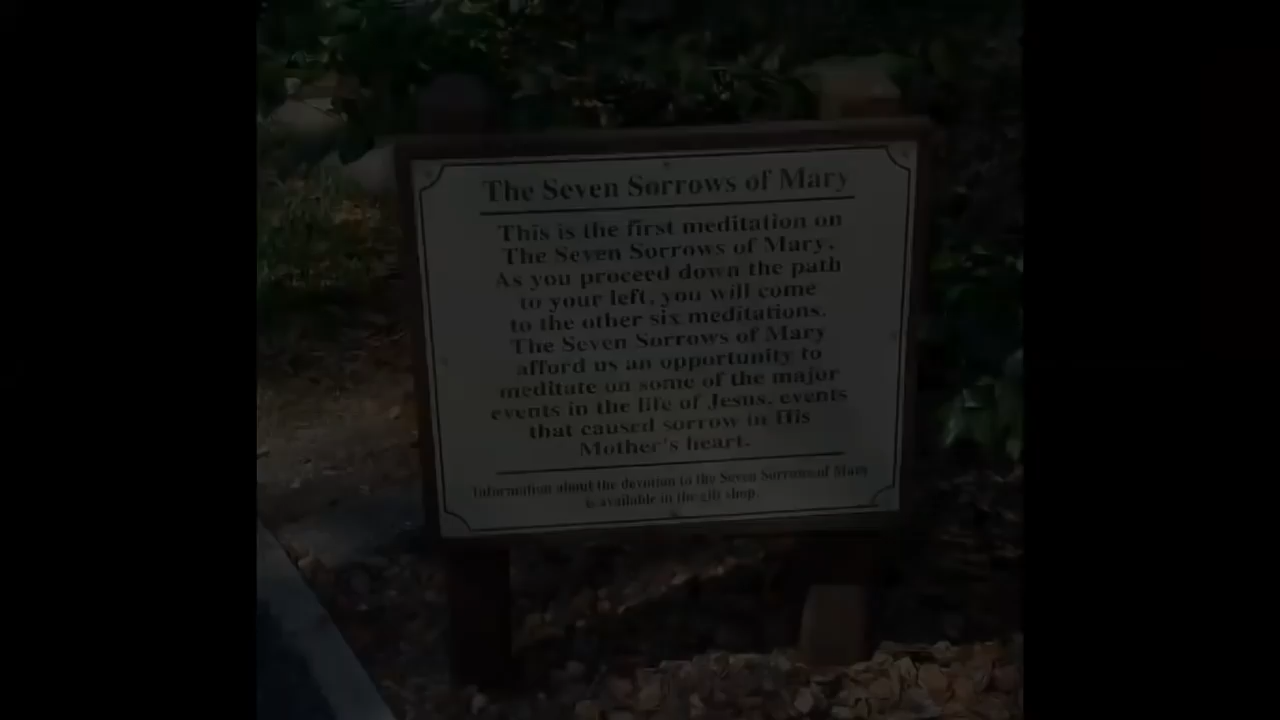 The Seven Sorrows of Mary
This is the first meditation on
The Seven Sorrows of Mary.
As you proceed down the path
to your left, you will come
to the other six meditations.
The Seven Sorrows of Mary
afford us an opportunity to
meditate on some of the major
events in the life of Jesus, events
that caused sorrow in His
Mother's heart.
Information about the devotion to the Seven Sorrows of Mary
is available in the gift shop